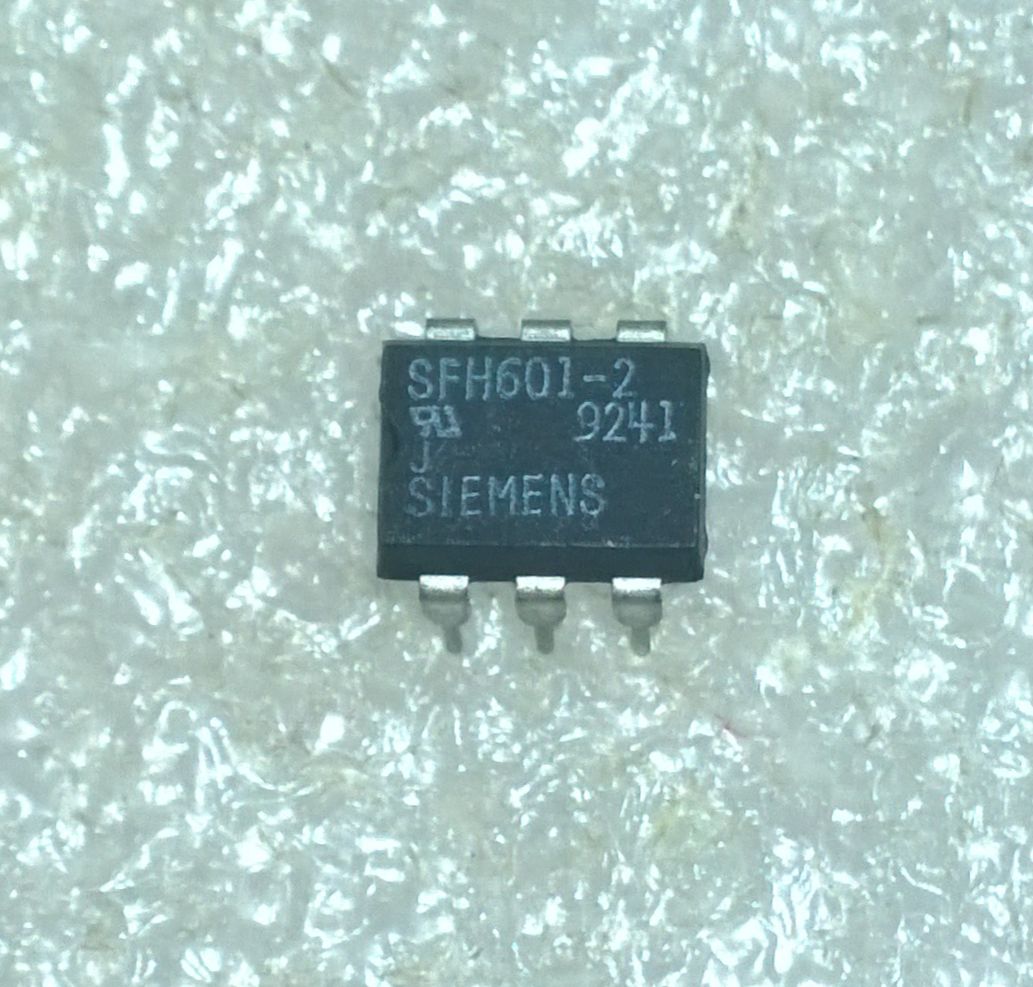 SFH601-2
9241
J
SIEMENS